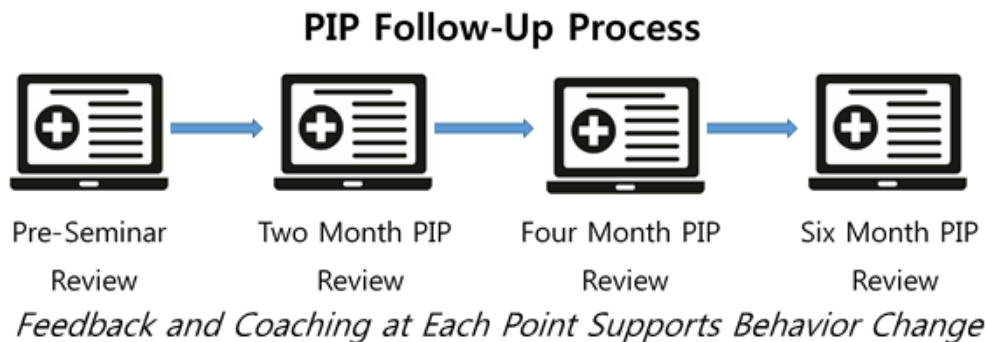 PIP Follow-Up Process
Pre-Seminar
Review
Two Month PIP
Review
Four Month PIP
Review
Six Month PIP
Review
Feedback and Coaching at Each Point Supports Behavior Change